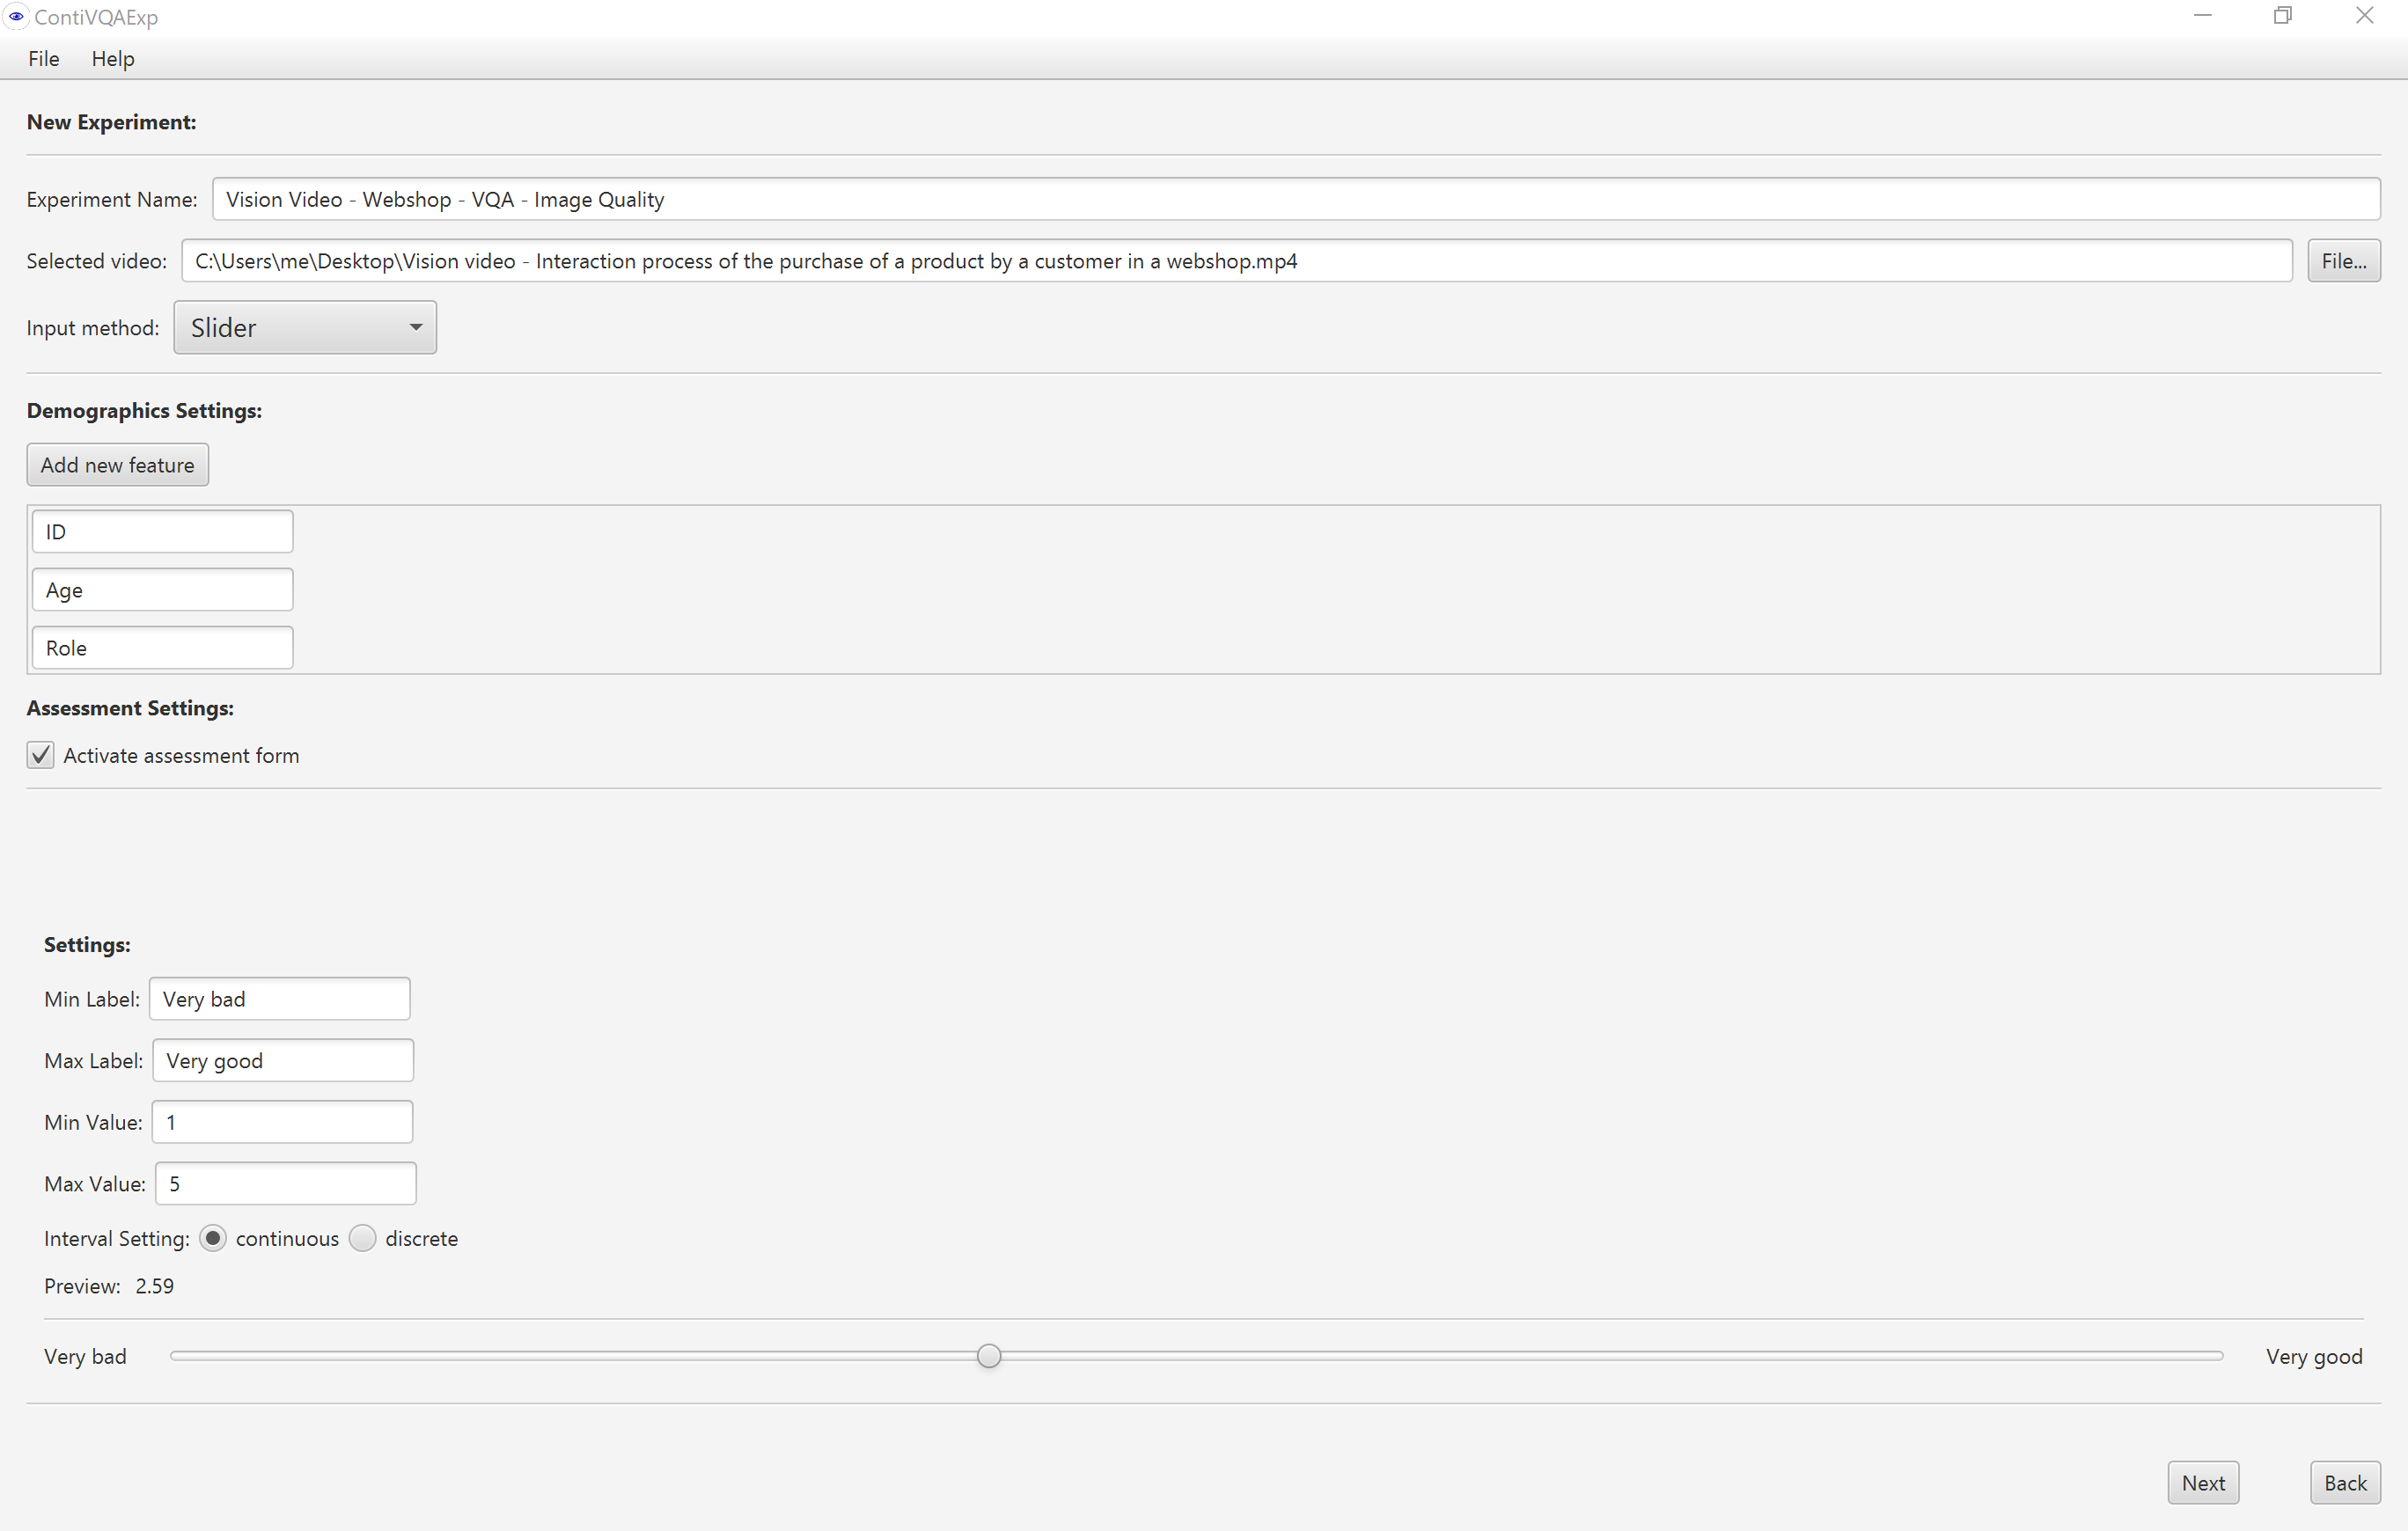 ContiVQAExp
File Help
New Experiment:
Experiment Name: Vision Video - Webshop - VQA - Image Quality
Selected video: C:\Users\me\Desktop\Vision video - Interaction process of the purchase of a product by a customer in a webshop.mp4 File...
Input method: Slider
Demographics Settings:
Add new feature
ID
Age
Role
Assessment Settings:
Activate assessment form
Settings:
Min Label: Very bad
Max Label: Very good
Min Value: 1
Max Value: 5
Interval Setting: continuous discrete
Preview: 2.59
Very bad Very good
Next Back